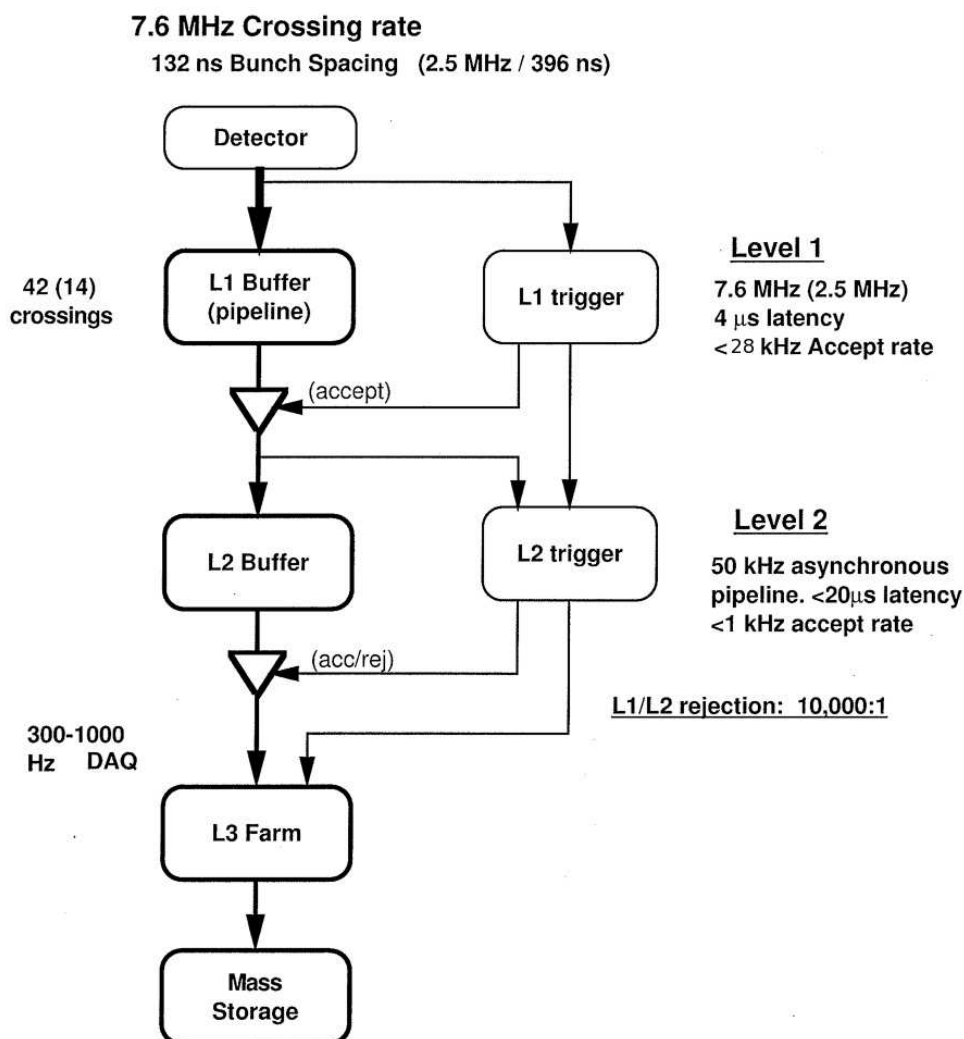 7.6 MHz Crossing rate
132 ns Bunch Spacing (2.5 MHz / 396 ns)
Detector
42 (14)
crossings
L1 Buffer
(pipeline)
L1 trigger
Level 1
7.6 MHz (2.5 MHz)
4 μs latency
<28 kHz Accept rate
(accept)
L2 Buffer
L2 trigger
Level 2
50 kHz asynchronous
pipeline. <20μs latency
<1 kHz accept rate
(acc/rej)
L1/L2 rejection: 10,000:1
300-1000
Hz DAQ
L3 Farm
Mass
Storage